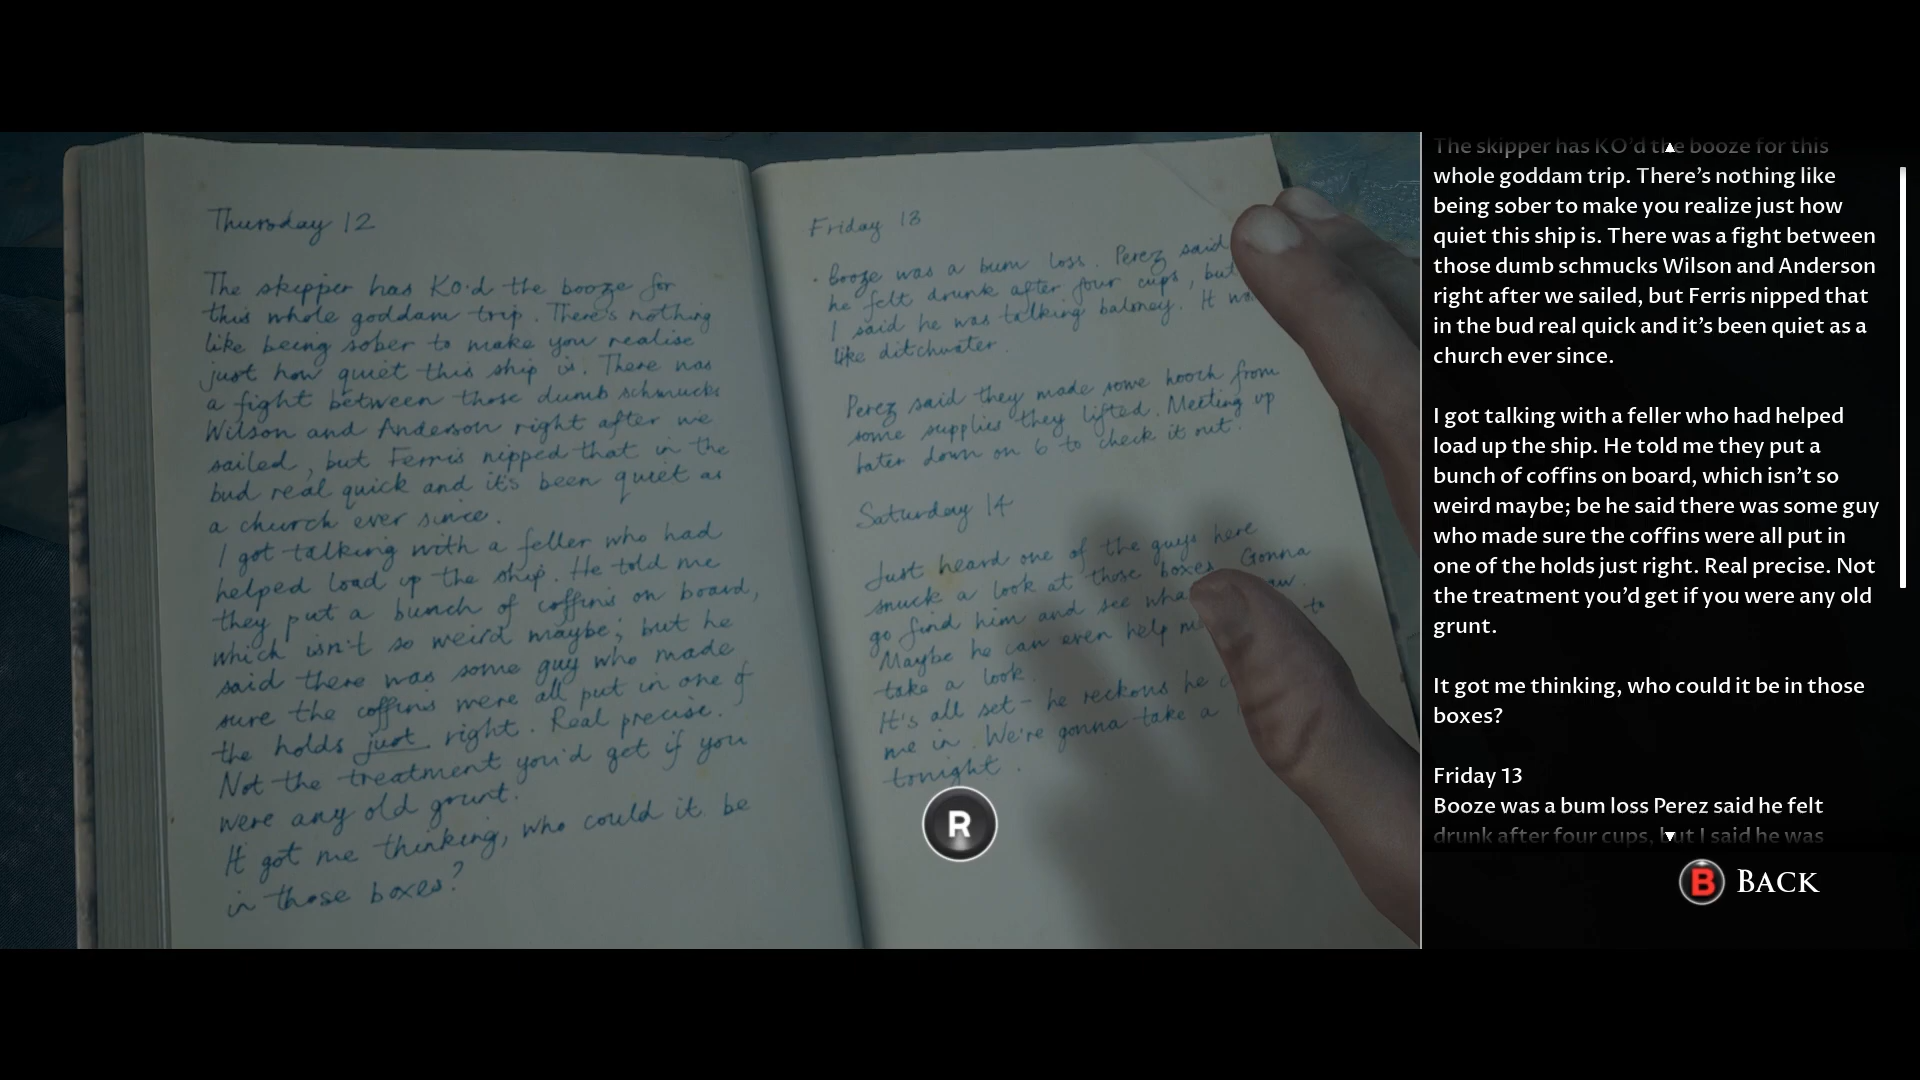 Thursday 12
The skipper has KO'd the booze for
this whole goddam trip. There's nothing
like being sober to make you realise
just how quiet this ship is. There was
a fight between those dumb schmucks
Wilson and Anderson right after we
sailed, but Ferris nipped that in the
bud real quick and it's been quiet as
a church ever since.
I got talking with a feller who had
helped load up the ship. He told me
they put a bunch of coffins on board,
which isn't so weird maybe; but he
said there was some guy who made
sure the coffins were all put in one of
the holds just right. Real precise.
Not the treatment you'd get if you
were any old grunt.
It got me thinking, who could it be
in those boxes?
Friday 13
Booze was a bum loss. Perez said
he felt drunk after four cups, but
I said he was talking baloney. It
like ditchwater.
Perez said they made some hooch from
some supplies they lifted. Meeting up
later down on 6 to check it out.
Saturday 14
Just heard one of the guys here
snuck a look at those boxes. Gonna
go find him and see
Maybe he can even help to
take a look.
It's all set - he reckons he
me in. We're gonna take a
tonight.
R
The skipper has KO'd the booze for this
whole goddam trip. There's nothing like
being sober to make you realize just how
quiet this ship is. There was a fight between
those dumb schmucks Wilson and Anderson
right after we sailed, but Ferris nipped that
in the bud real quick and it's been quiet as a
church ever since.
I got talking with a feller who had helped
load up the ship. He told me they put a
bunch of coffins on board, which isn't so
weird maybe; be he said there was some guy
who made sure the coffins were all put in
one of the holds just right. Real precise. Not
the treatment you'd get if you were any old
grunt.
It got me thinking, who could it be in those
boxes?
Friday 13
Booze was a bum loss Perez said he felt
drunk after four cups, but I said he was
B BACK